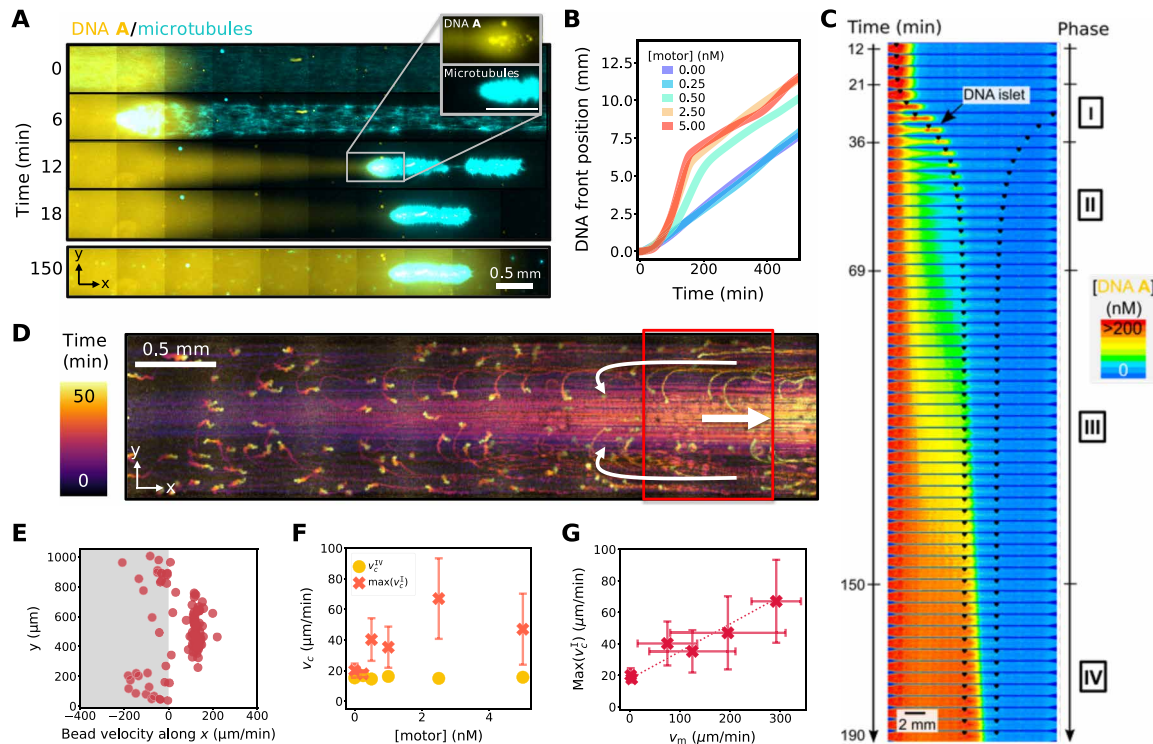 A
DNA A/microtubules
DNA A
Microtubules
Time (min)
0
6
12
18
150
y
x
0.5 mm
B
DNA front position (mm)
12.5
10.0
7.5
5.0
2.5
0.0
[motor] (nM)
0.00
0.25
0.50
2.50
5.00
0
200
400
Time (min)
C
Time (min)
Phase
12
21
36
69
150
190
DNA islet
I
II
III
IV
[DNA A]
(nM)
>200
0
2 mm
D
Time
(min)
50
0
0.5 mm
y
x
E
y (μm)
1000
800
600
400
200
0
−400
−200
0
200
400
Bead velocity along x (μm/min)
F
v_c (μm/min)
100
80
60
40
20
0
v_c^IV
max(v_c^I)
0
2
4
[motor] (nM)
G
Max(v_c^I) (μm/min)
100
80
60
40
20
0
0
100
200
300
v_m (μm/min)